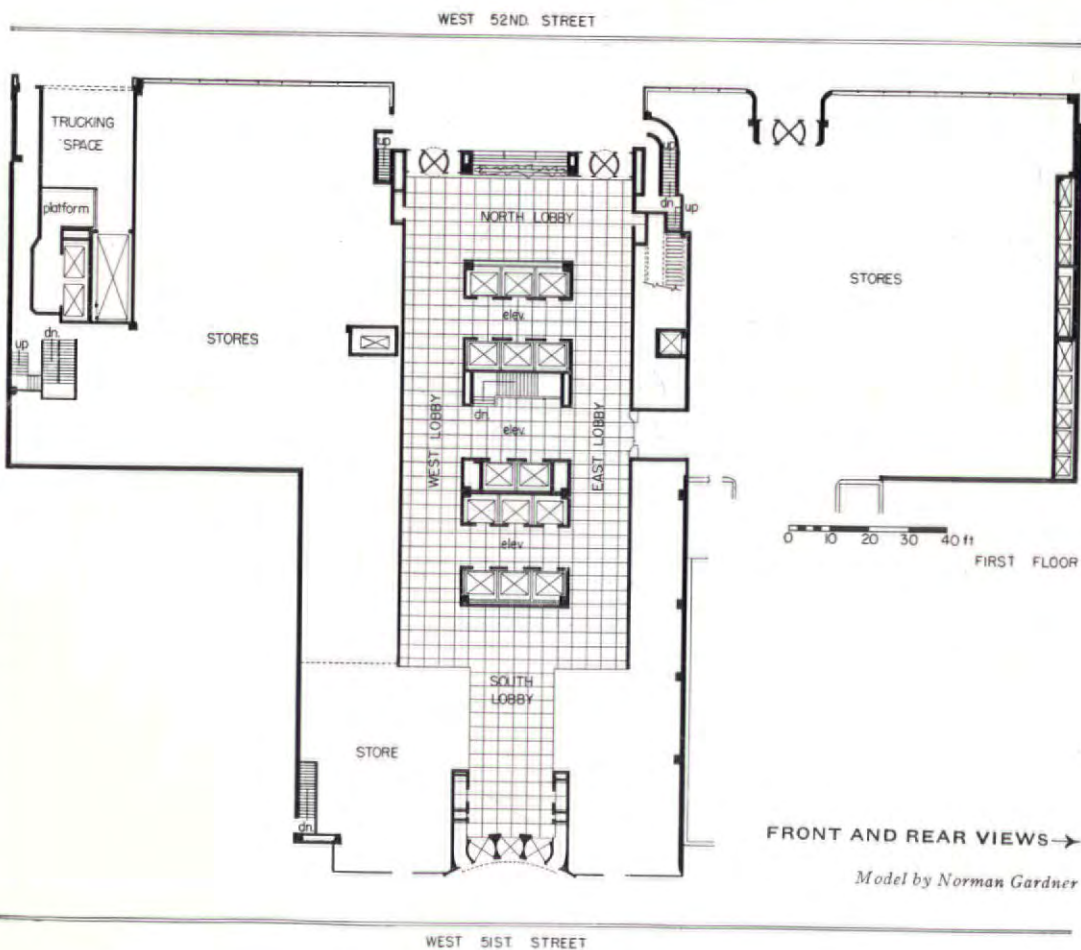 WEST 52ND. STREET
TRUCKING
SPACE
up
up
platform
dn.
up
NORTH LOBBY
STORES
elev.
dn.
up
STORES
WEST LOBBY
dn.
elev.
EAST LOBBY
elev.
0 10 20 30 40 ft
FIRST FLOOR
SOUTH
LOBBY
STORE
dn.
FRONT AND REAR VIEWS→
Model by Norman Gardner
WEST 51ST. STREET